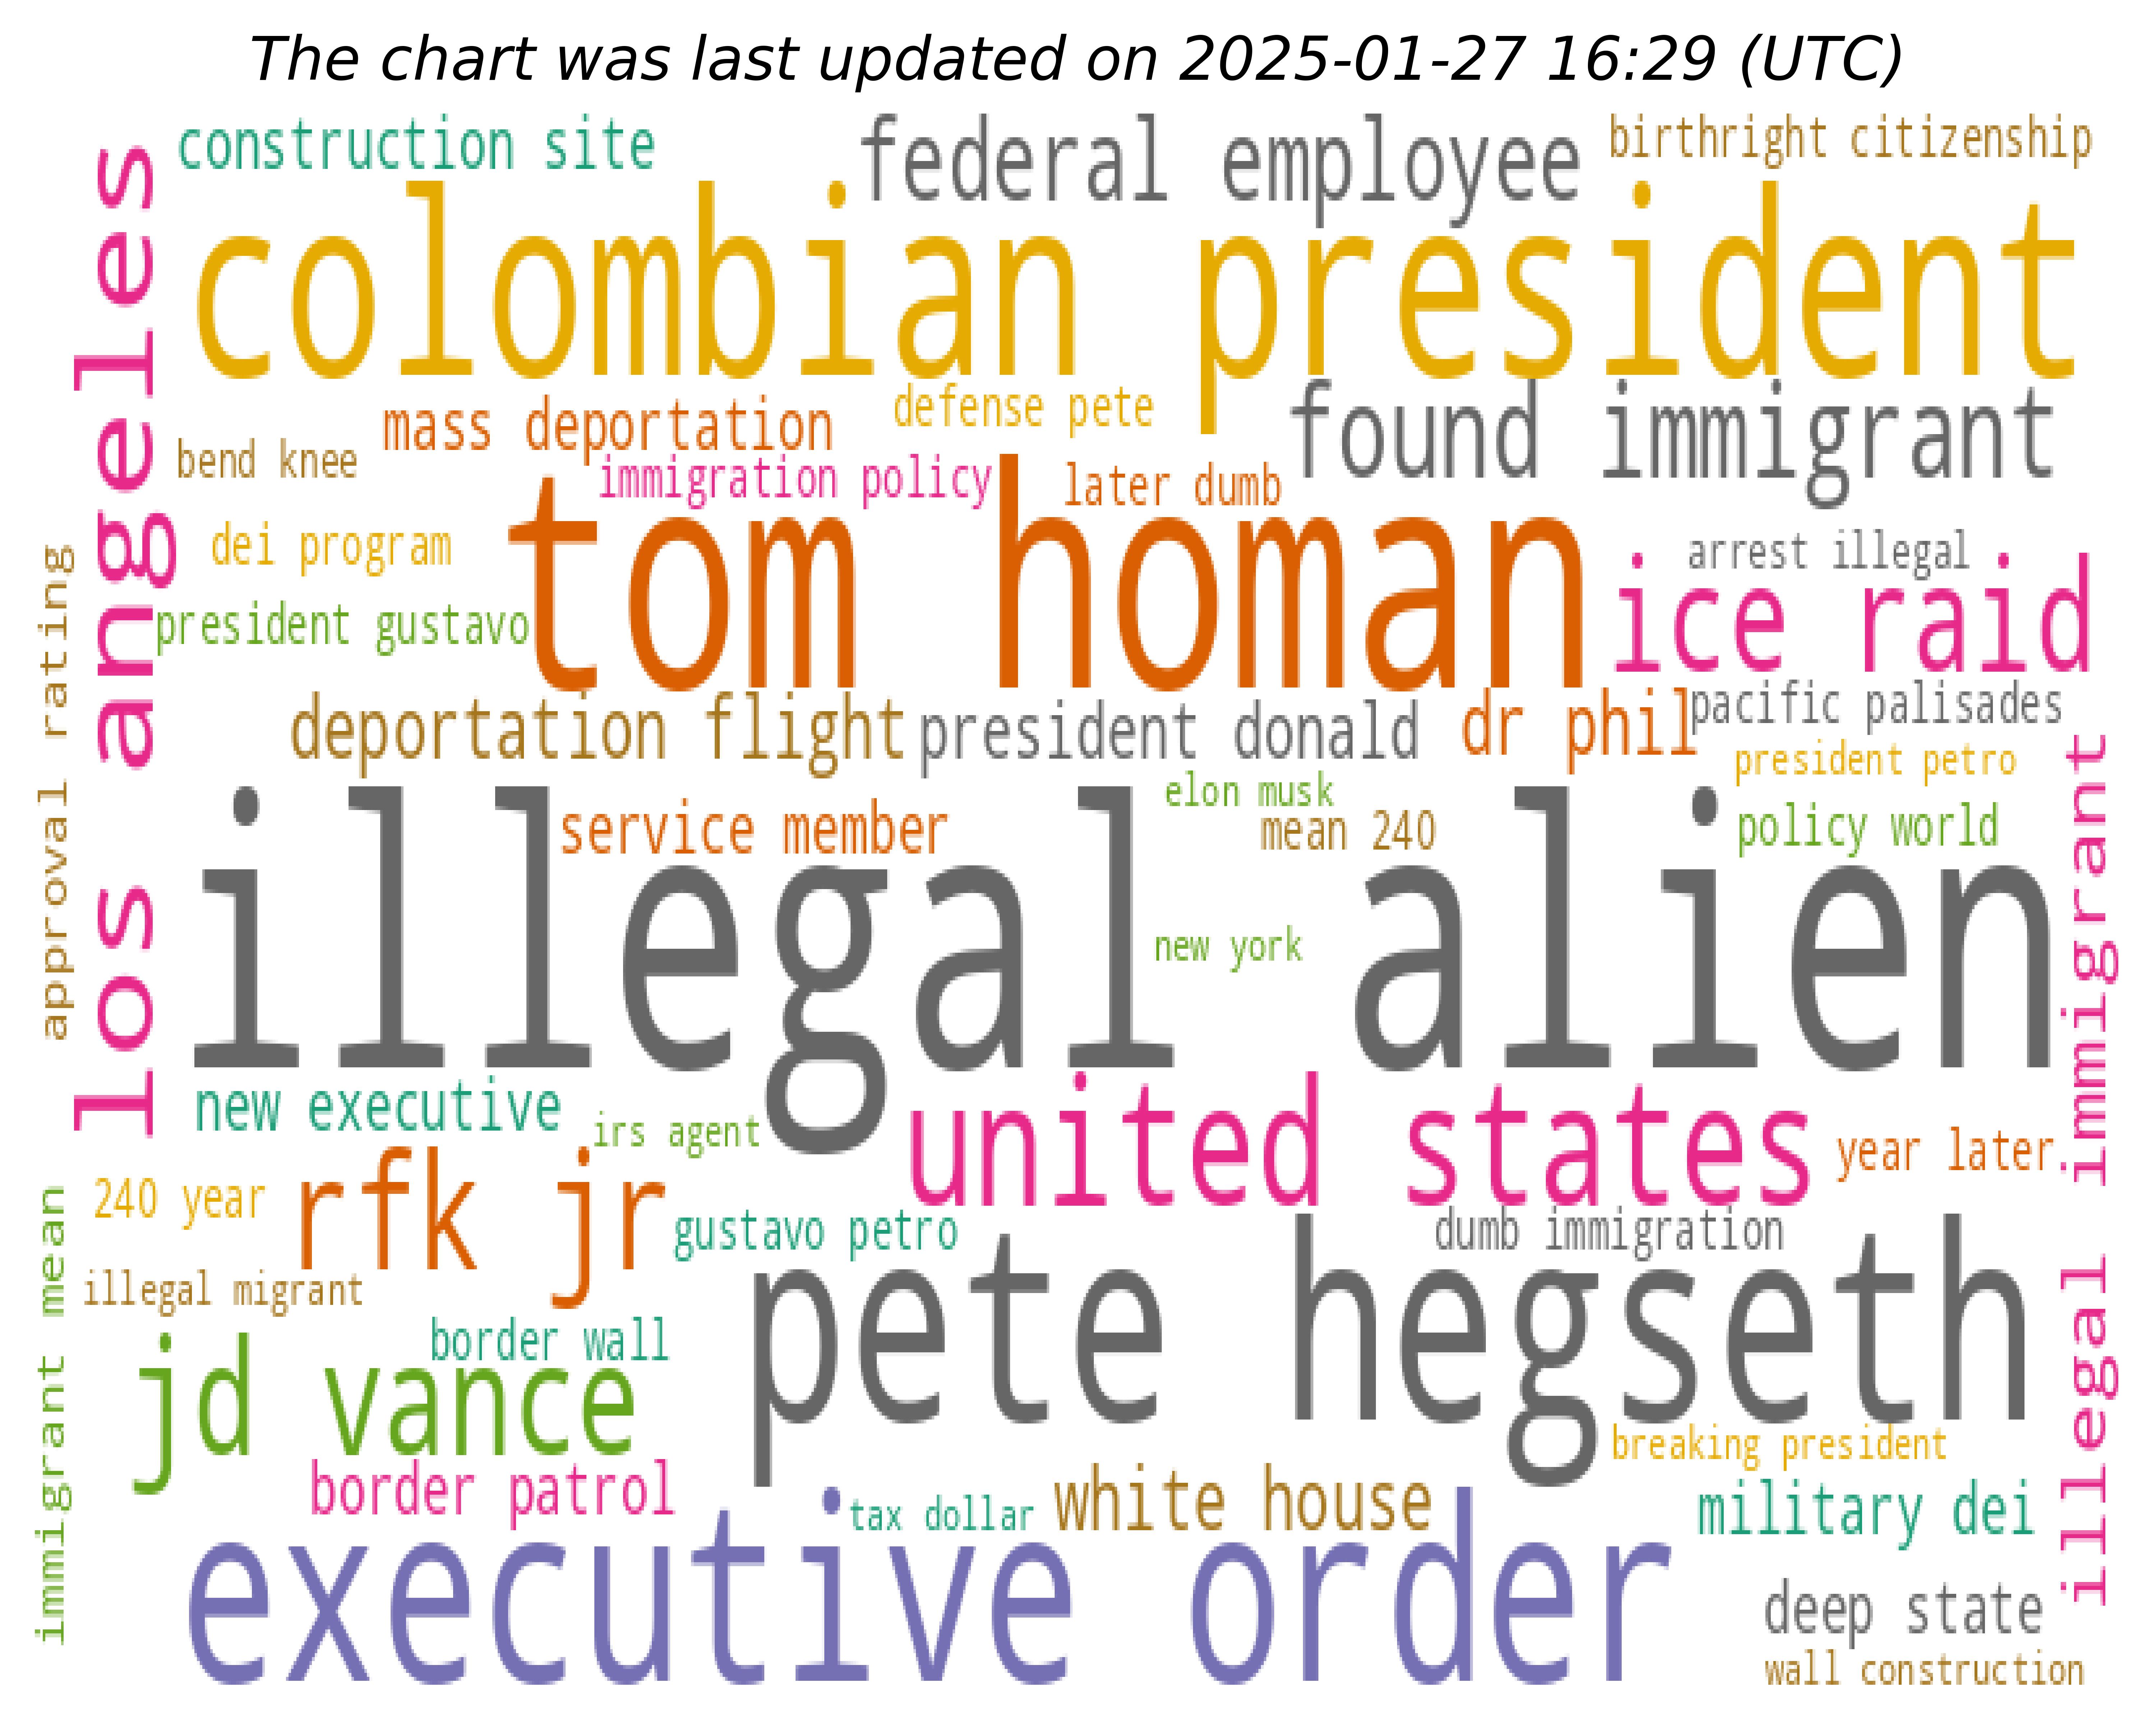 The chart was last updated on 2025-01-27 16:29 (UTC)
construction site
federal employee
birthright citizenship
los angeles
colombian president
mass deportation
defense pete
found immigrant
bend knee
immigration policy
later dumb
tom homan
dei program
arrest illegal
ice raid
approval rating
president gustavo
deportation flight
president donald
dr phil
pacific palisades
president petro
illegal immigrant
elon musk
service member
mean 240
policy world
illegal alien
new york
new executive
irs agent
united states
year later
240 year
rfk jr
gustavo petro
dumb immigration
immigrant mean
illegal migrant
pete hegseth
border wall
jd vance
breaking president
border patrol
tax dollar
white house
military dei
executive order
deep state
wall construction